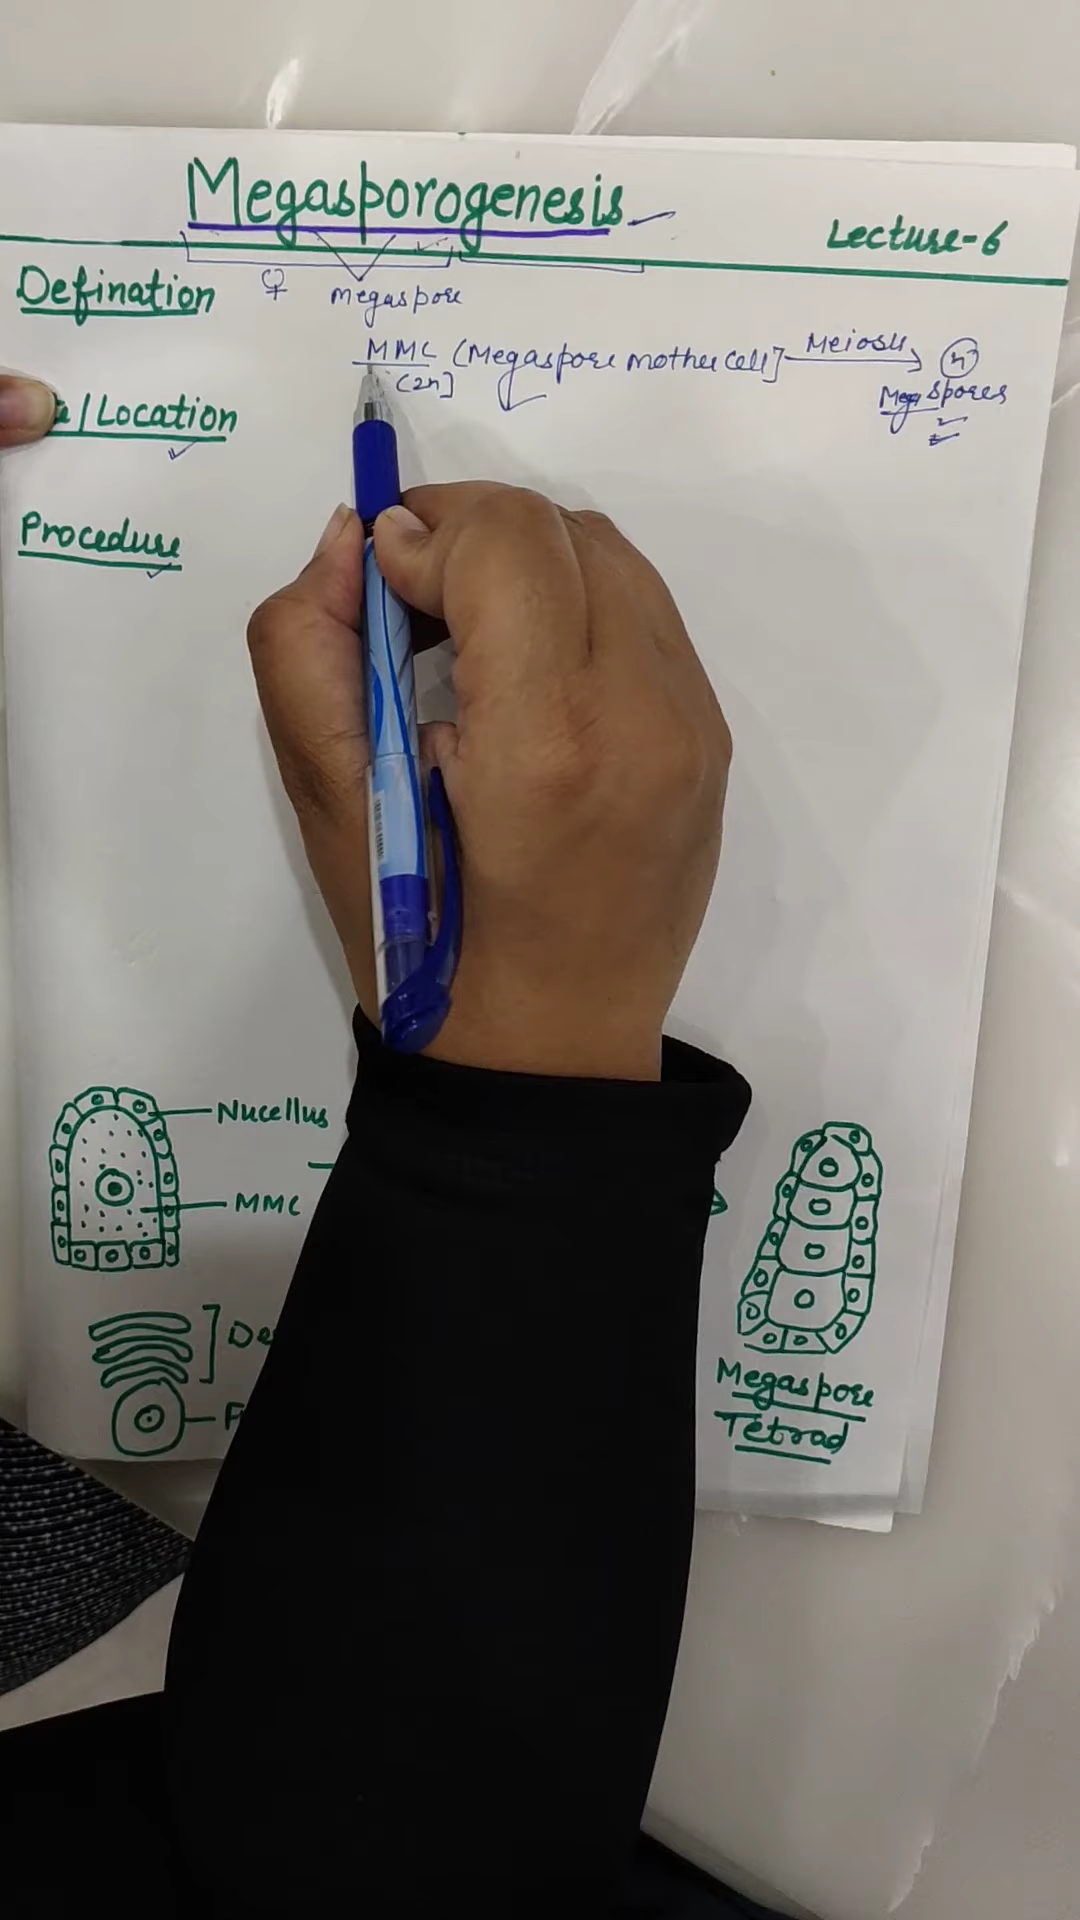 Megasporogenesis
Lecture-6
Defination
♀ Megaspore
MMC (Megaspore mother cell] Meiosis n
(2n]
Mega Spores
/Location
Procedure
Nucellus
MMC
Megaspore
Tetrad